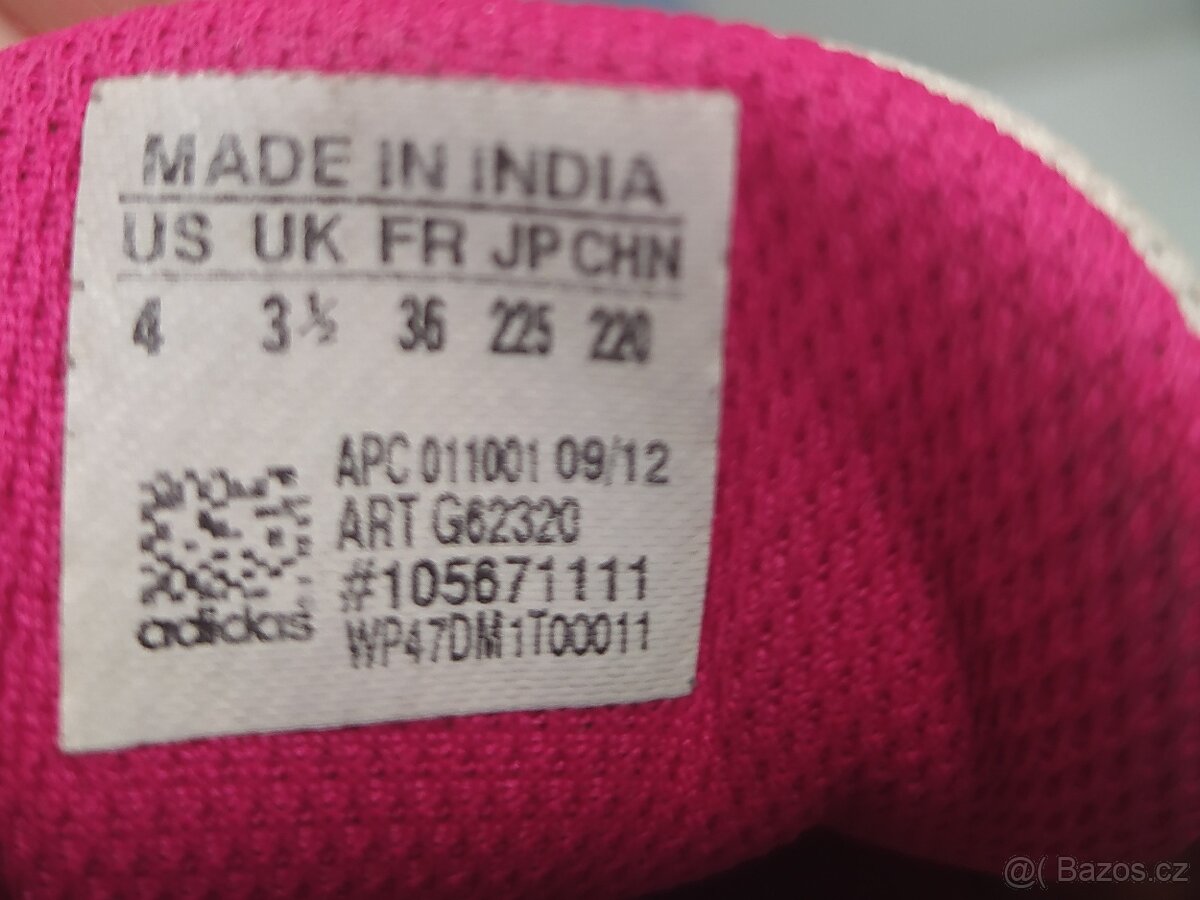 MADE IN INDIA
US UK FR JP CHN
4 3½ 36 225 220
APC 011001 09/12
ART G62320
#105671111
WP47DM1T00011
adidas
@( Bazos.cz